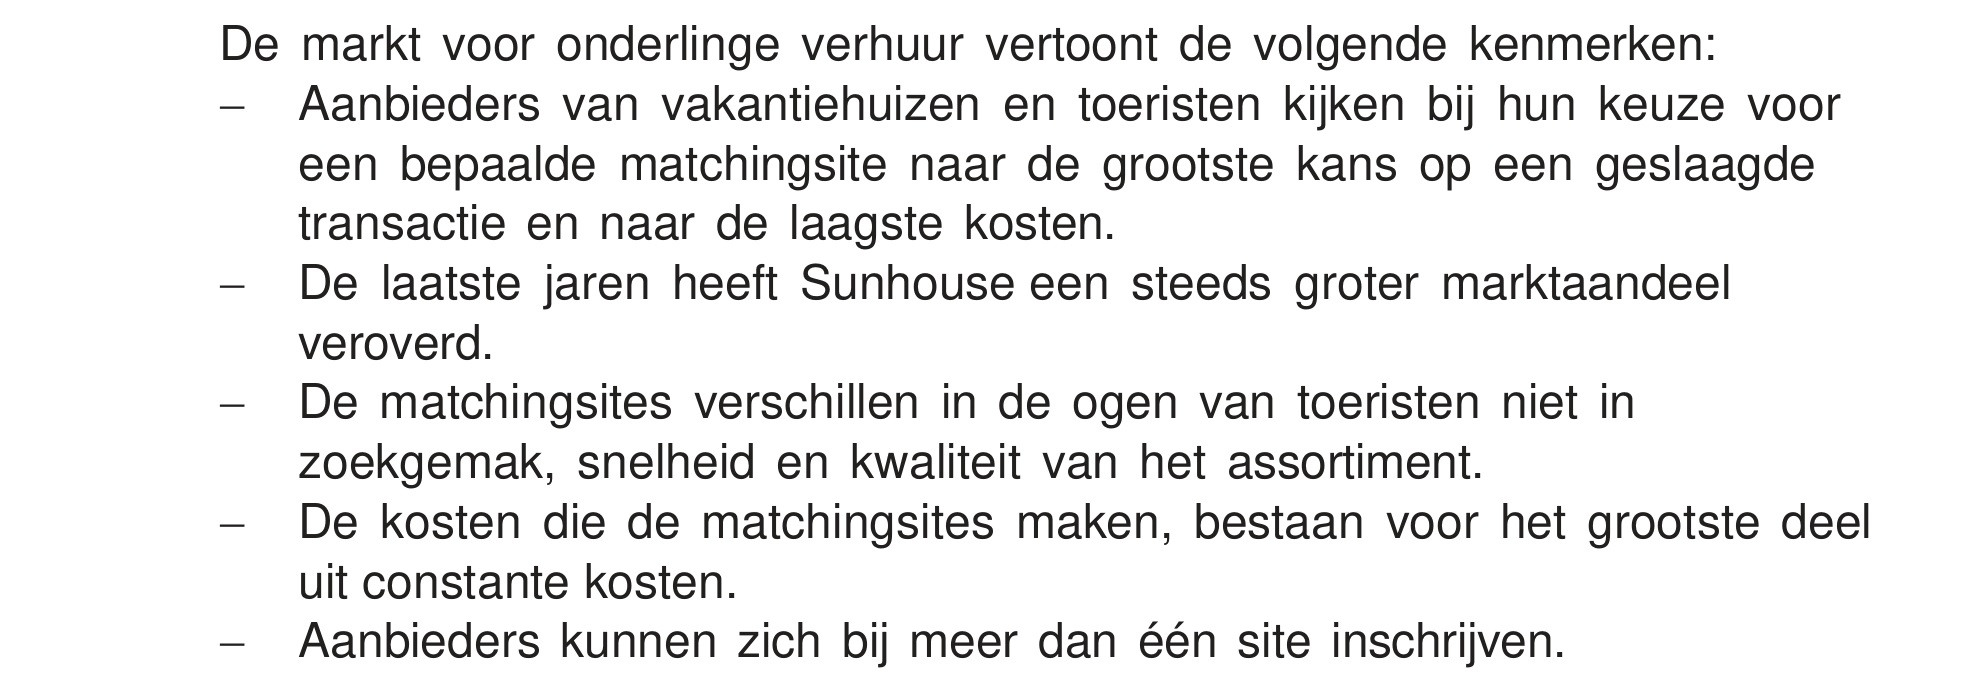 De markt voor onderlinge verhuur vertoont de volgende kenmerken:
– Aanbieders van vakantiehuizen en toeristen kijken bij hun keuze voor
een bepaalde matchingsite naar de grootste kans op een geslaagde
transactie en naar de laagste kosten.
– De laatste jaren heeft Sunhouse een steeds groter marktaandeel
veroverd.
– De matchingsites verschillen in de ogen van toeristen niet in
zoekgemak, snelheid en kwaliteit van het assortiment.
– De kosten die de matchingsites maken, bestaan voor het grootste deel
uit constante kosten.
– Aanbieders kunnen zich bij meer dan één site inschrijven.